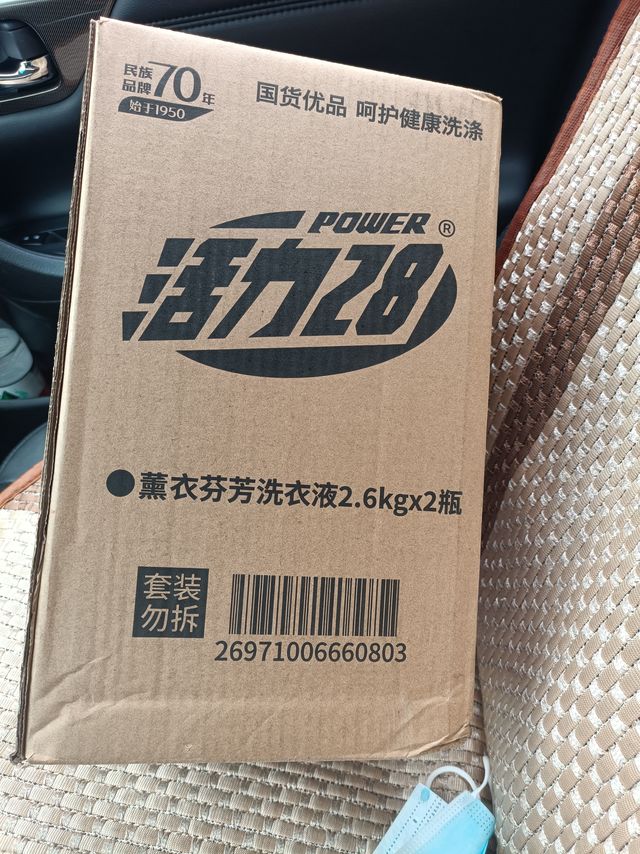 民族
品牌70年
始于1950
国货优品 呵护健康洗涤
POWER ®
活力28
●薰衣芬芳洗衣液2.6kgx2瓶
套装
勿拆
26971006660803